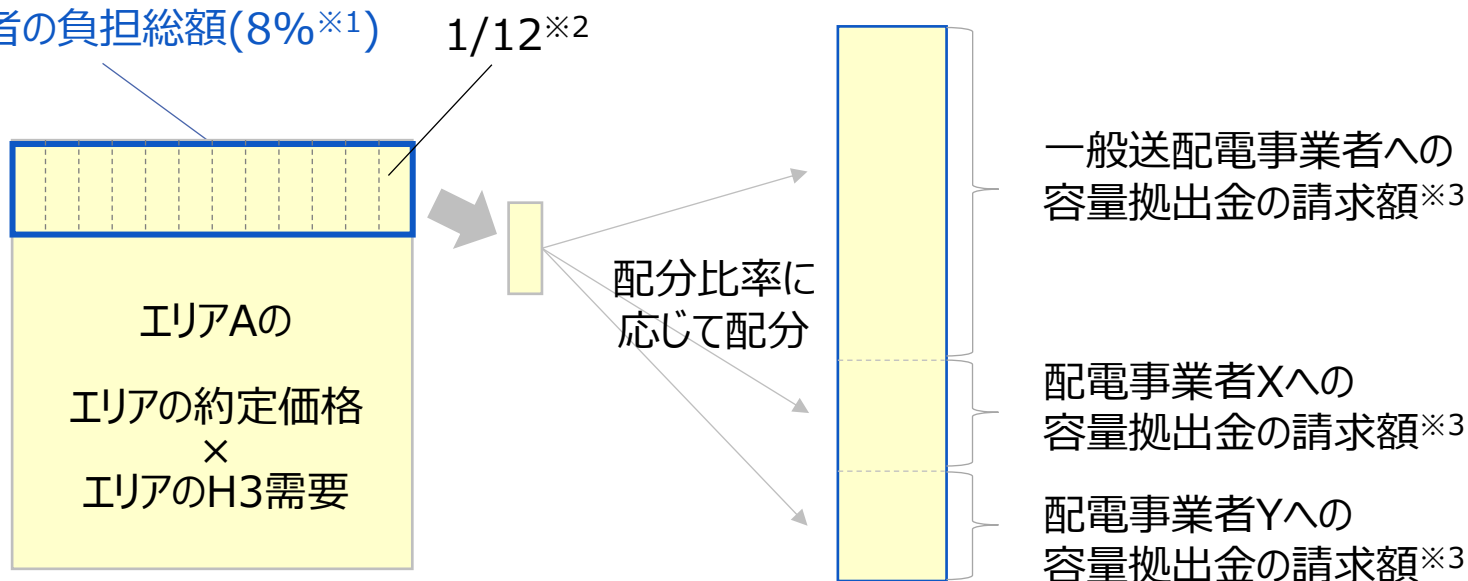 者の負担総額(8%※1)
1/12※2
エリアAの
エリアの約定価格
×
エリアのH3需要
配分比率に
応じて配分
一般送配電事業者への
容量拠出金の請求額※3
配電事業者Xへの
容量拠出金の請求額※3
配電事業者Yへの
容量拠出金の請求額※3